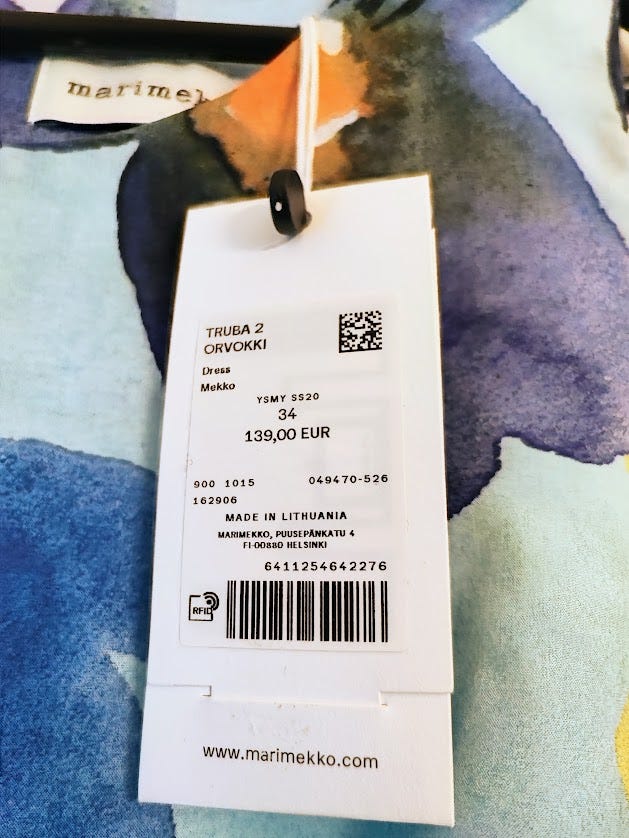 marimek
TRUBA 2
ORVOKKI
Dress
Mekko
YSMY SS20
34
139,00 EUR
900 1015 049470-526
162906
MADE IN LITHUANIA
MARIMEKKO, PUUSEPÄNKATU 4
FI-00880 HELSINKI
6411254642276
RFID
www.marimekko.com